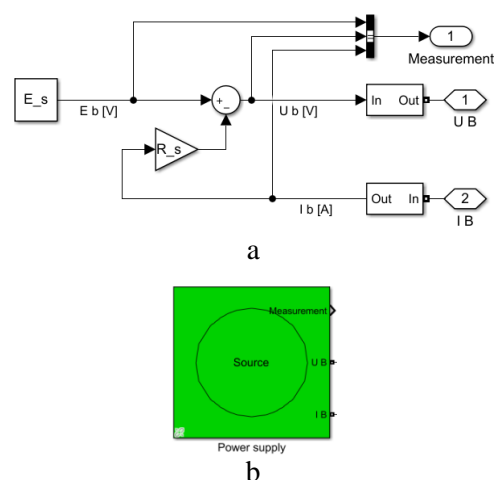 1
Measurement
E_s
E b [V]
+
-
U b [V]
In Out
1
U B
R_s
I b [A]
Out In
2
I B
a
Measurement
Source
U B
I B
Power supply
b